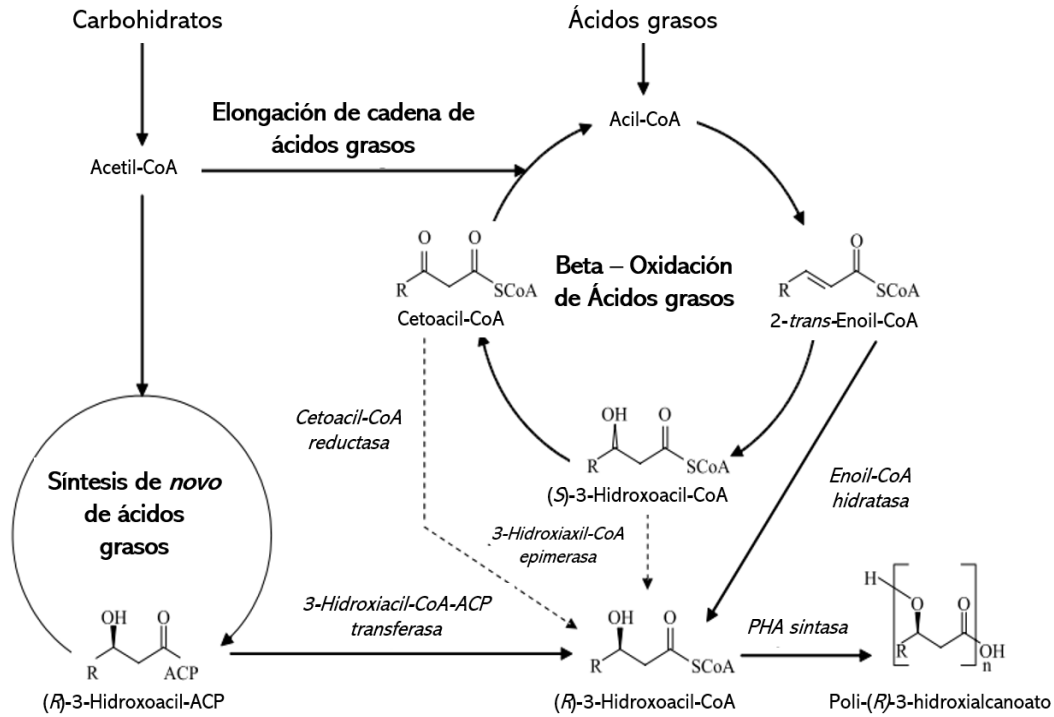 Carbohidratos
Ácidos grasos
Elongación de cadena de
ácidos grasos
Acil-CoA
Acetil-CoA
O
O
R
SCoA
Cetoacil-CoA
Beta – Oxidación
de Ácidos grasos
O
R
SCoA
2-trans-Enoil-CoA
Cetoacil-CoA
reductasa
OH
O
R
SCoA
(S)-3-Hidroxoacil-CoA
Enoil-CoA
hidratasa
Síntesis de novo
de ácidos
grasos
3-Hidroxiaxil-CoA
epimerasa
OH
O
R
ACP
(R)-3-Hidroxoacil-ACP
3-Hidroxiacil-CoA-ACP
transferasa
OH
O
R
SCoA
(R)-3-Hidroxoacil-CoA
PHA sintasa
H
O
O
R
OH
n
Poli-(R)-3-hidroxialcanoato